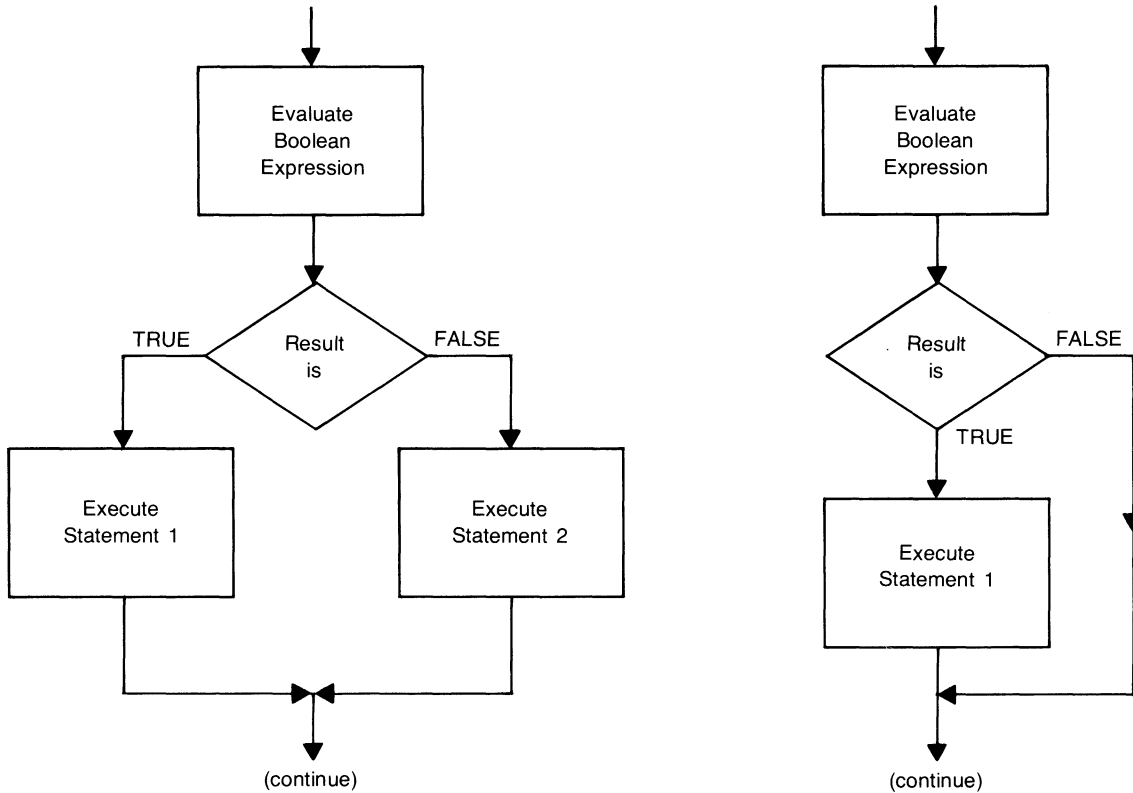 Evaluate
Boolean
Expression
Result
is
TRUE
FALSE
Execute
Statement 1
Execute
Statement 2
(continue)
Evaluate
Boolean
Expression
Result
is
FALSE
TRUE
Execute
Statement 1
(continue)